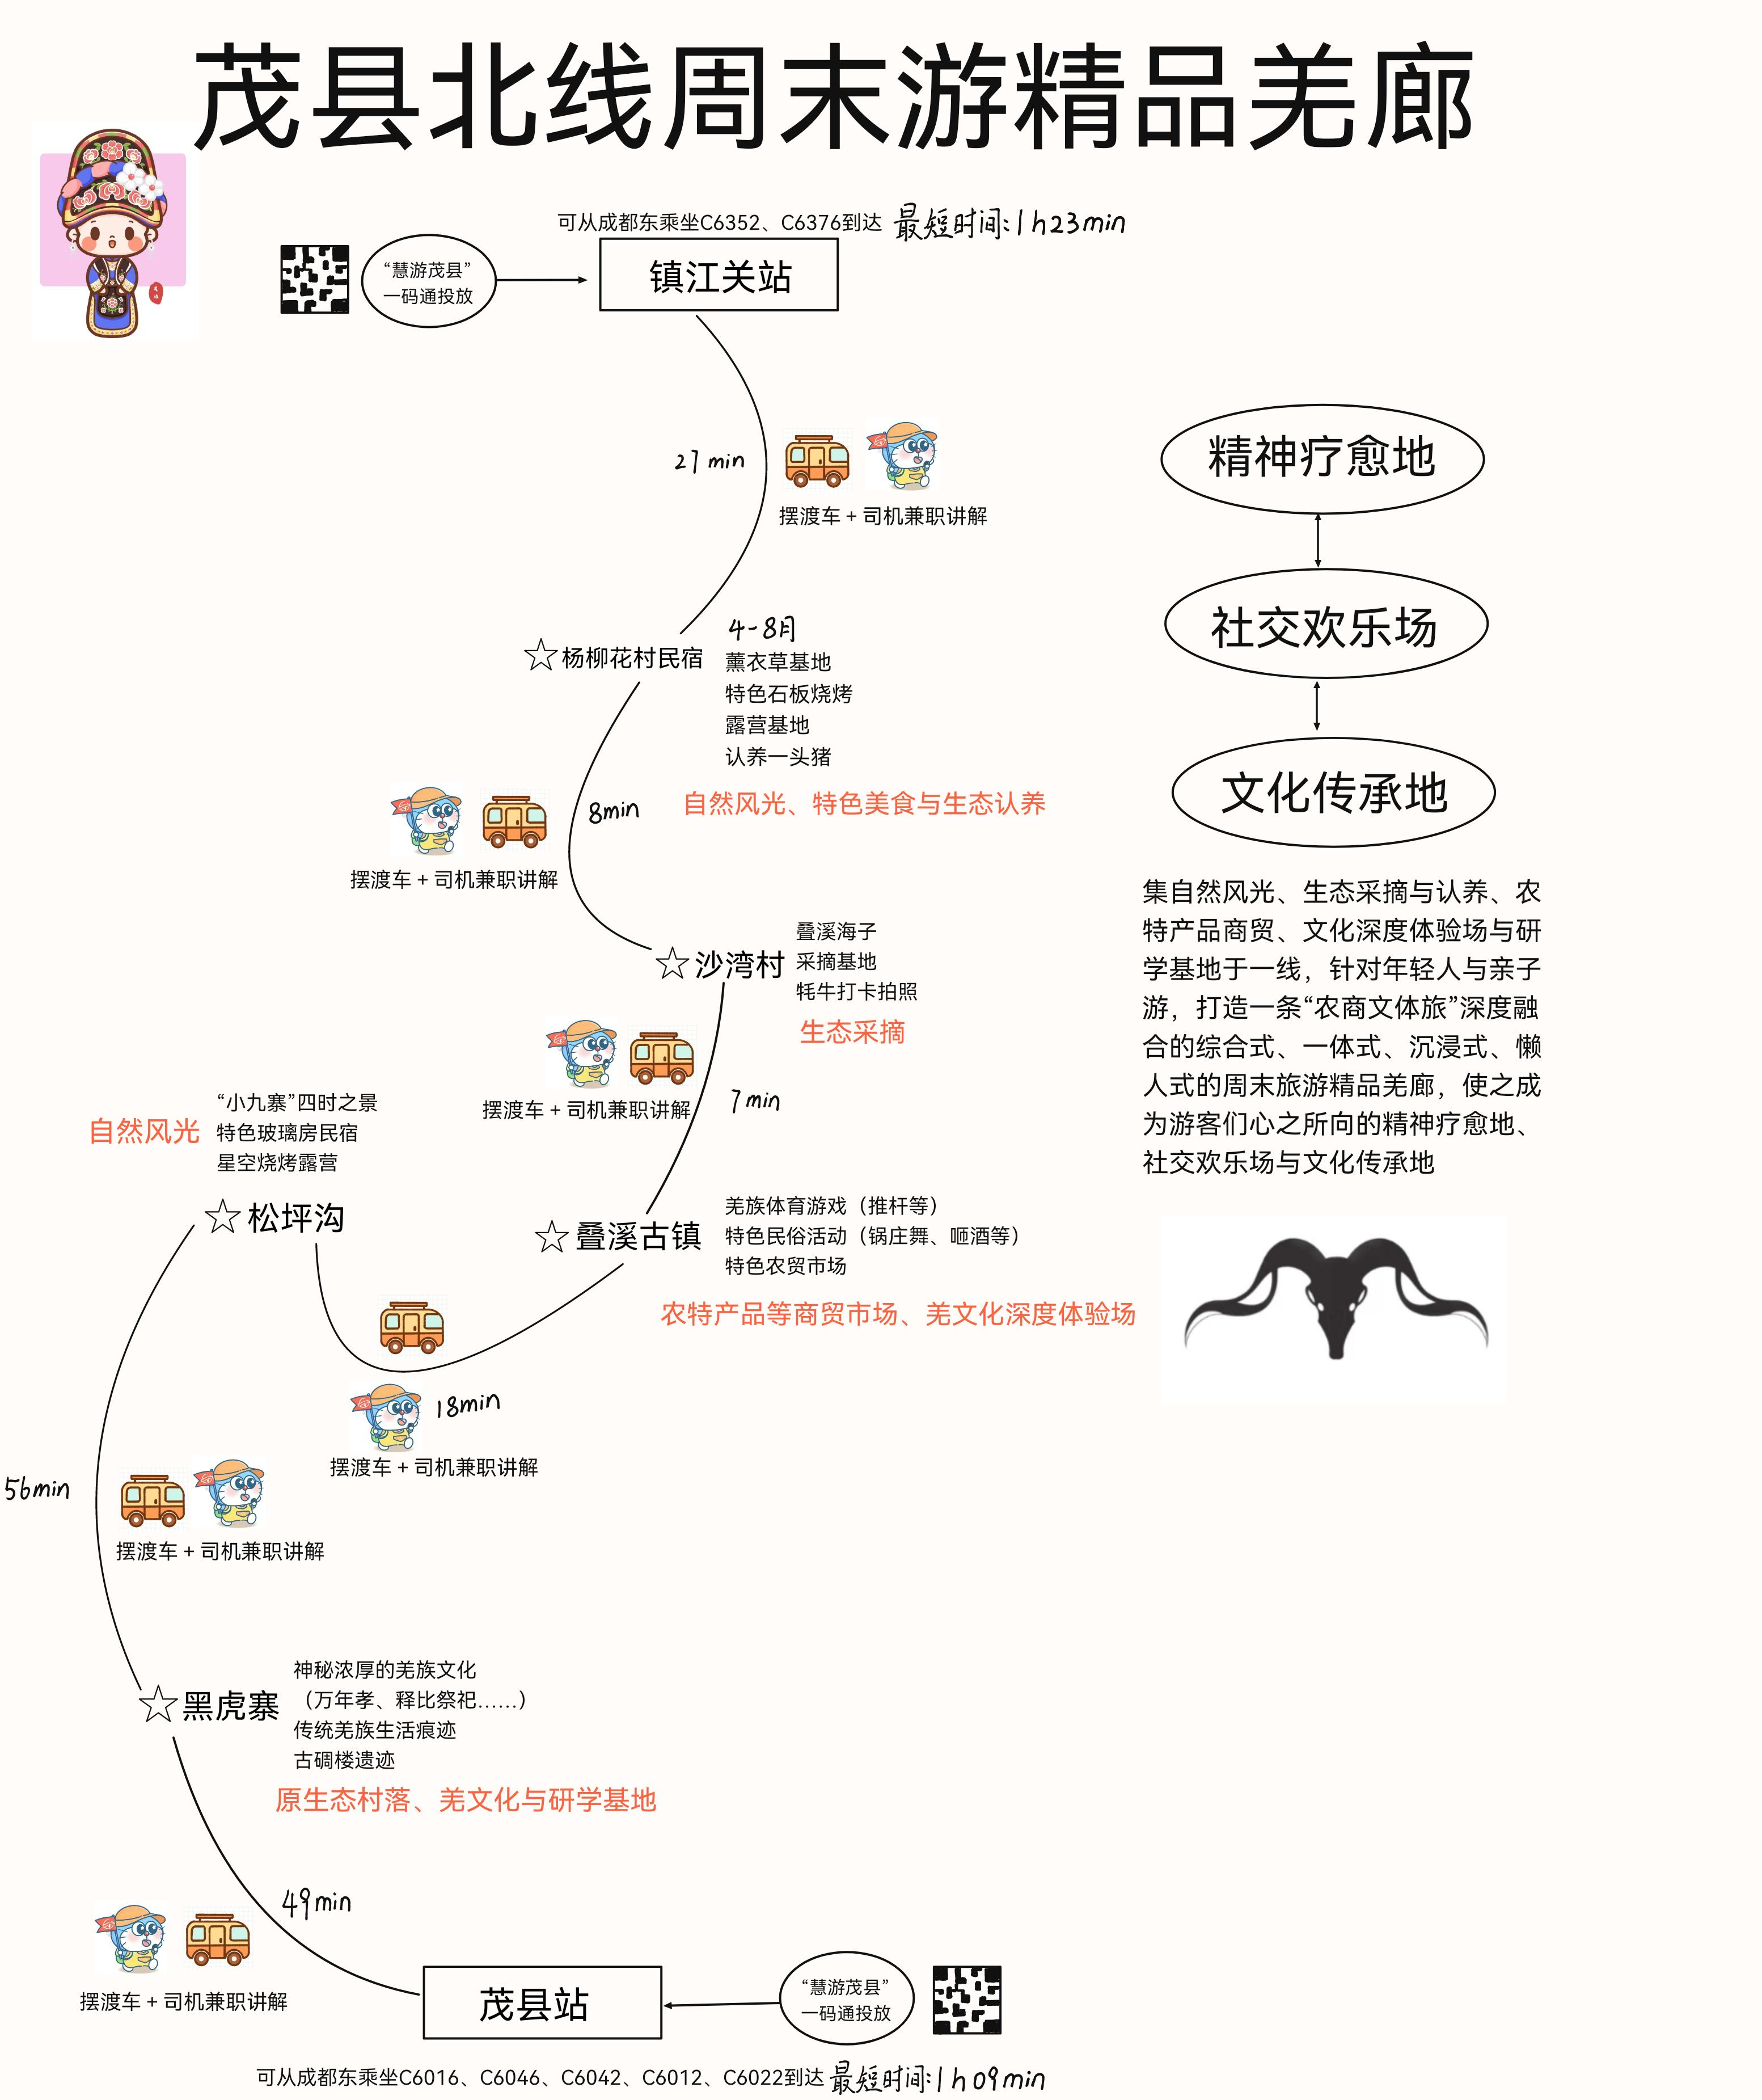 茂县北线周末游精品羌廊
可从成都东乘坐C6352、C6376到达 最短时间:1h23min
“慧游茂县”
一码通投放
镇江关站
27 min
摆渡车 + 司机兼职讲解
精神疗愈地
社交欢乐场
文化传承地
☆杨柳花村民宿
4-8月
薰衣草基地
特色石板烧烤
露营基地
认养一头猪
自然风光、特色美食与生态认养
8min
摆渡车 + 司机兼职讲解
集自然风光、生态采摘与认养、农
特产品商贸、文化深度体验场与研
学基地于一线，针对年轻人与亲子
游，打造一条“农商文体旅”深度融
合的综合式、一体式、沉浸式、懒
人式的周末旅游精品羌廊，使之成
为游客们心之所向的精神疗愈地、
社交欢乐场与文化传承地
☆沙湾村
叠溪海子
采摘基地
牦牛打卡拍照
生态采摘
摆渡车 + 司机兼职讲解
7min
☆叠溪古镇
羌族体育游戏（推杆等）
特色民俗活动（锅庄舞、咂酒等）
特色农贸市场
农特产品等商贸市场、羌文化深度体验场
18min
摆渡车 + 司机兼职讲解
自然风光
“小九寨”四时之景
特色玻璃房民宿
星空烧烤露营
☆松坪沟
56min
摆渡车 + 司机兼职讲解
☆黑虎寨
神秘浓厚的羌族文化
（万年孝、释比祭祀……）
传统羌族生活痕迹
古碉楼遗迹
原生态村落、羌文化与研学基地
49min
摆渡车 + 司机兼职讲解
茂县站
“慧游茂县”
一码通投放
可从成都东乘坐C6016、C6046、C6042、C6012、C6022到达 最短时间:1h09min